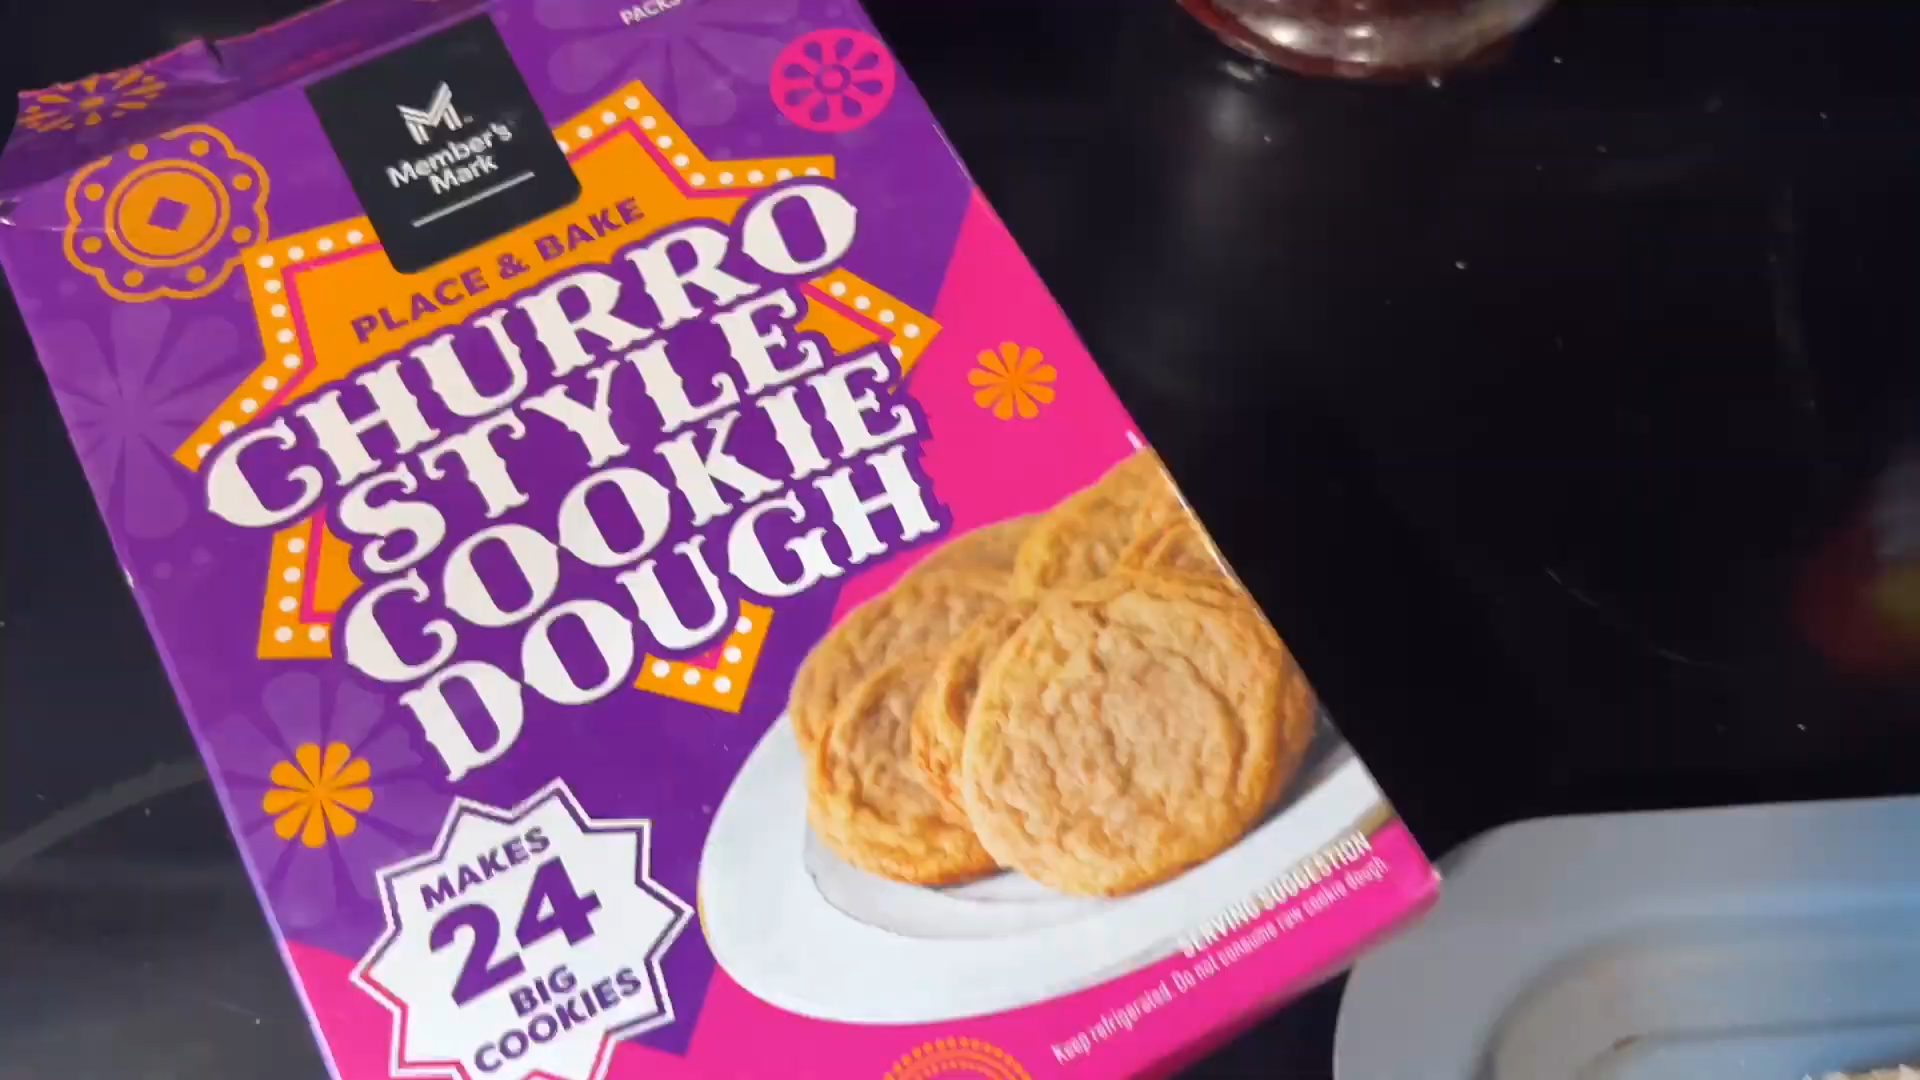 PACKS
Member's
Mark
PLACE & BAKE
CHURRO
STYLE
COOKIE
DOUGH
MAKES
24
BIG
COOKIES
SERVING SUGGESTION
Keep refrigerated. Do not consume raw cookie dough.